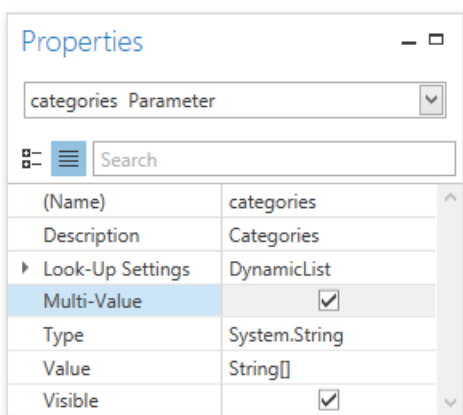 Properties
categories Parameter
Search
(Name) categories
Description Categories
Look-Up Settings DynamicList
Multi-Value
Type System.String
Value String[]
Visible